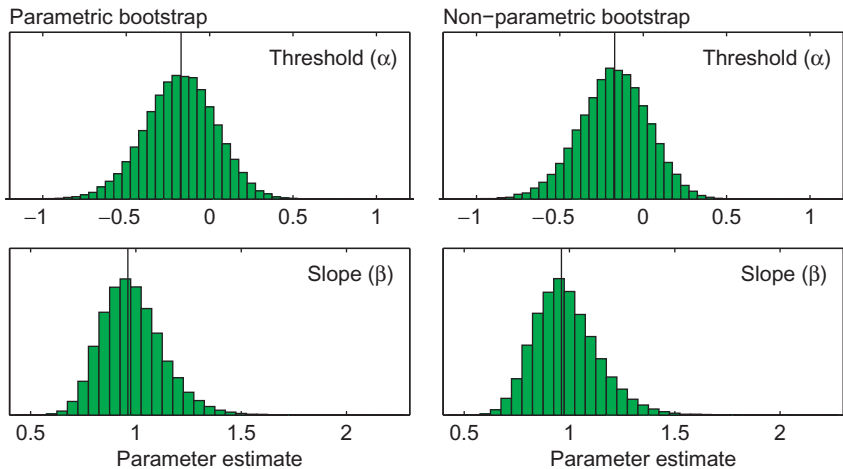 Parametric bootstrap
Non−parametric bootstrap
Threshold (α)
Threshold (α)
−1 −0.5 0 0.5 1
−1 −0.5 0 0.5 1
Slope (β)
Slope (β)
0.5 1 1.5 2
0.5 1 1.5 2
Parameter estimate
Parameter estimate